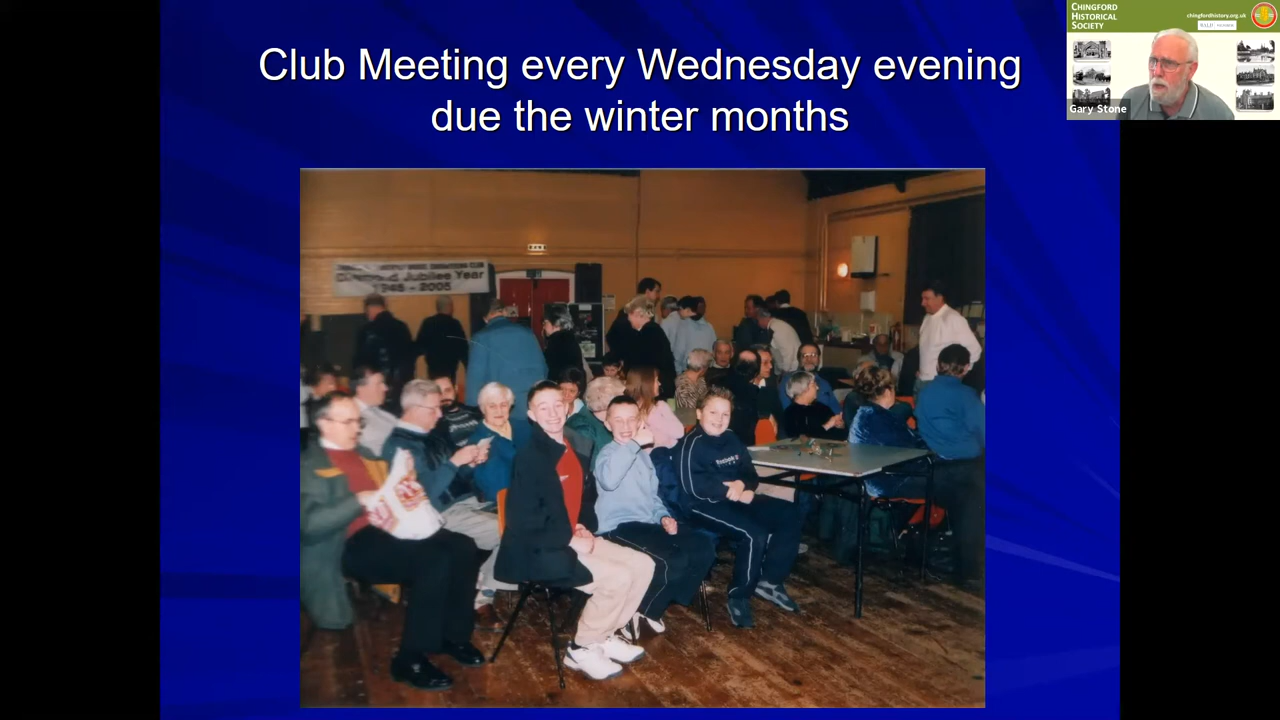 Club Meeting every Wednesday evening
due the winter months
CHINGFORD
HISTORICAL
SOCIETY
chingfordhistory.org.uk
Gary Stone
Diamond Jubilee Year
1945 - 2005
Reebok